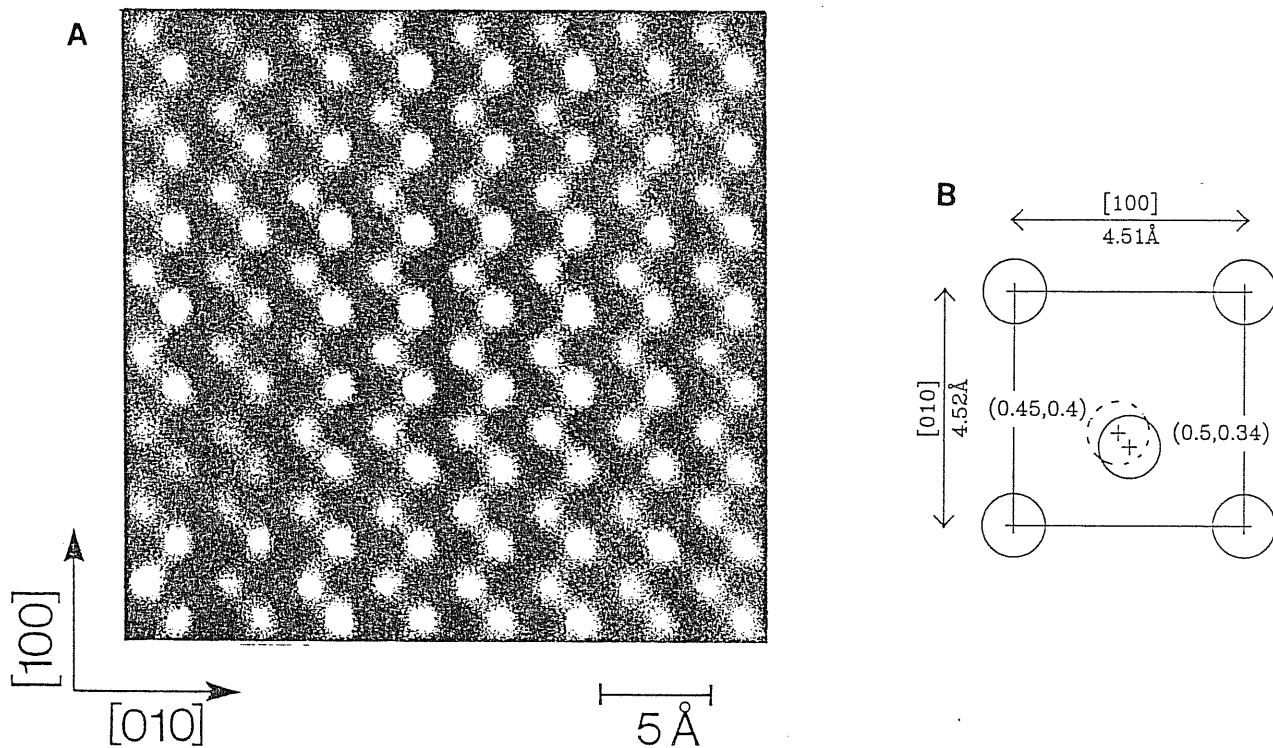 A
[100]
[010]
5 Å
B
[100]
4.51Å
[010]
4.52Å
(0.45,0.4)
(0.5,0.34)